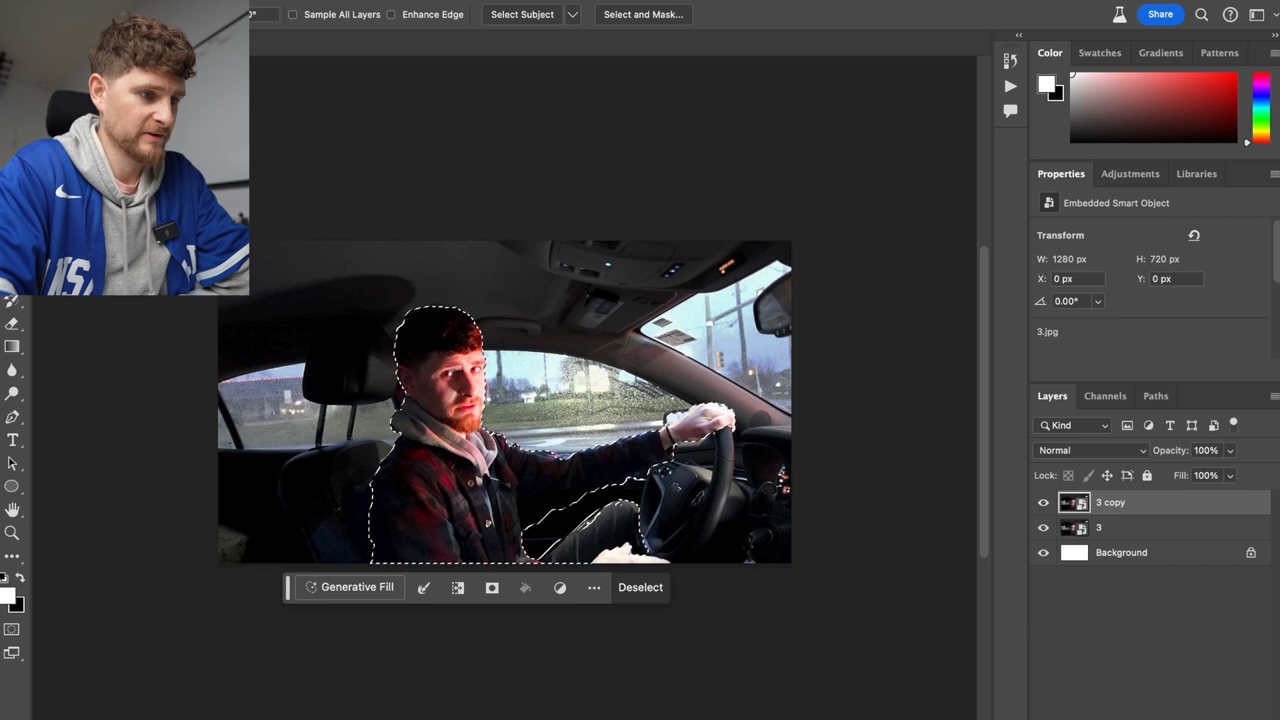 Sample All Layers
Enhance Edge
Select Subject
Select and Mask...
Share
Color
Swatches
Gradients
Patterns
Properties
Adjustments
Libraries
Embedded Smart Object
Transform
W: 1280 px
H: 720 px
X: 0 px
Y: 0 px
0.00°
3.jpg
Layers
Channels
Paths
Kind
Normal
Opacity: 100%
Lock:
Fill: 100%
3 copy
3
Background
Generative Fill
Deselect